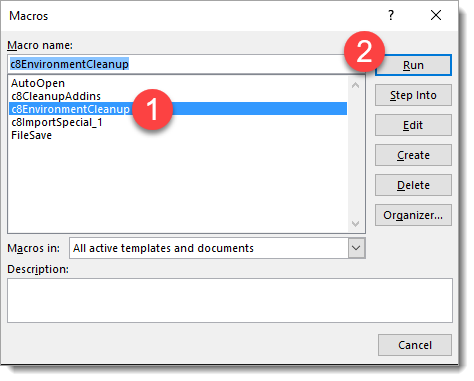 Macros
?
Macro name:
c8EnvironmentCleanup
2
Run
AutoOpen
c8CleanupAddins
c8EnvironmentCleanup
1
c8ImportSpecial_1
FileSave
Step Into
Edit
Create
Delete
Organizer...
Macros in:
All active templates and documents
Description:
Cancel